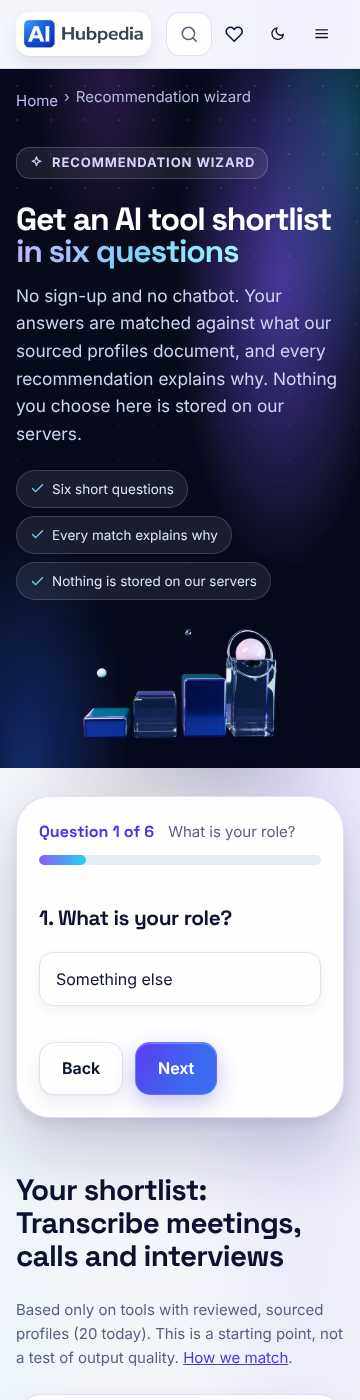 AI Hubpedia
Home › Recommendation wizard
RECOMMENDATION WIZARD
Get an AI tool shortlist
in six questions
No sign-up and no chatbot. Your
answers are matched against what our
sourced profiles document, and every
recommendation explains why. Nothing
you choose here is stored on our
servers.
Six short questions
Every match explains why
Nothing is stored on our servers
Question 1 of 6 What is your role?
1. What is your role?
Something else
Back Next
Your shortlist:
Transcribe meetings,
calls and interviews
Based only on tools with reviewed, sourced
profiles (20 today). This is a starting point, not
a test of output quality. How we match.